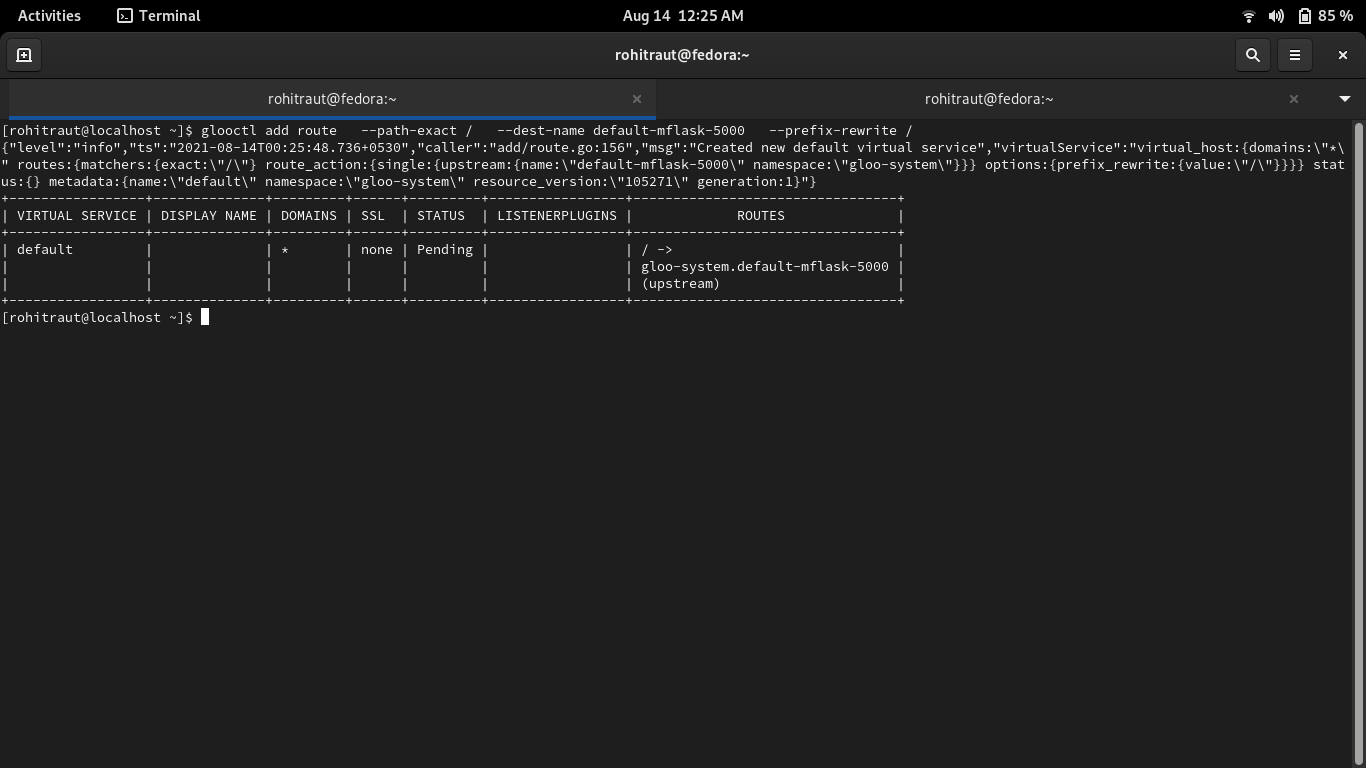 Activities Terminal Aug 14 12:25 AM 85 %
rohitraut@fedora:~
rohitraut@fedora:~ × rohitraut@fedora:~ ×
[rohitraut@localhost ~]$ glooctl add route   --path-exact /   --dest-name default-mflask-5000   --prefix-rewrite /
{"level":"info","ts":"2021-08-14T00:25:48.736+0530","caller":"add/route.go:156","msg":"Created new default virtual service","virtualService":"virtual_host:{domains:\"*\
" routes:{matchers:{exact:\"/\"} route_action:{single:{upstream:{name:\"default-mflask-5000\" namespace:\"gloo-system\"}}} options:{prefix_rewrite:{value:\"/\"}}}} stat
us:{} metadata:{name:\"default\" namespace:\"gloo-system\" resource_version:\"105271\" generation:1}"}
+-----------------+--------------+---------+------+---------+-----------------+---------------------------------+
| VIRTUAL SERVICE | DISPLAY NAME | DOMAINS | SSL  | STATUS  | LISTENERPLUGINS |             ROUTES              |
+-----------------+--------------+---------+------+---------+-----------------+---------------------------------+
| default         |              | *       | none | Pending |                 | / ->                            |
|                 |              |         |      |         |                 | gloo-system.default-mflask-5000 |
|                 |              |         |      |         |                 | (upstream)                      |
+-----------------+--------------+---------+------+---------+-----------------+---------------------------------+
[rohitraut@localhost ~]$